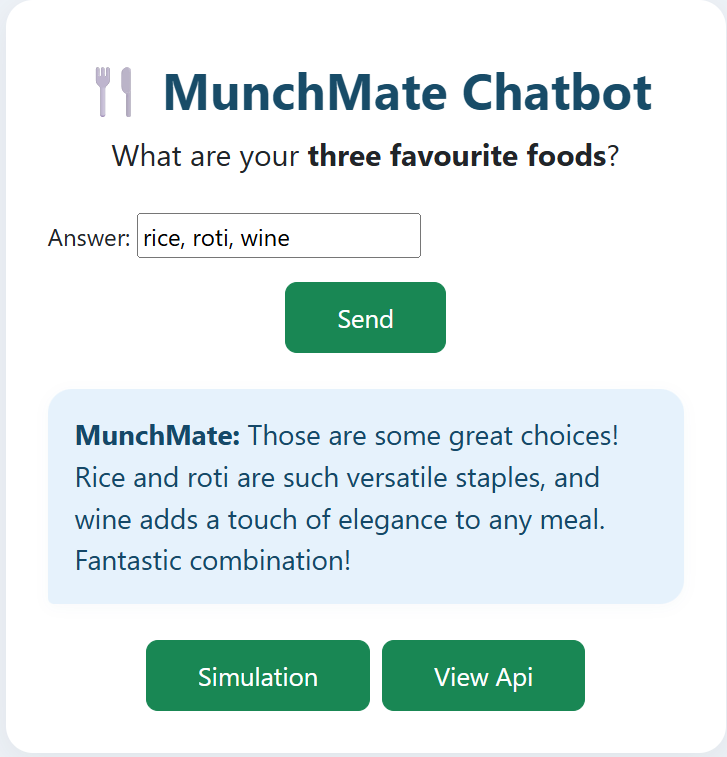 MunchMate Chatbot
What are your three favourite foods?
Answer: rice, roti, wine
Send
MunchMate: Those are some great choices!
Rice and roti are such versatile staples, and
wine adds a touch of elegance to any meal.
Fantastic combination!
Simulation View Api